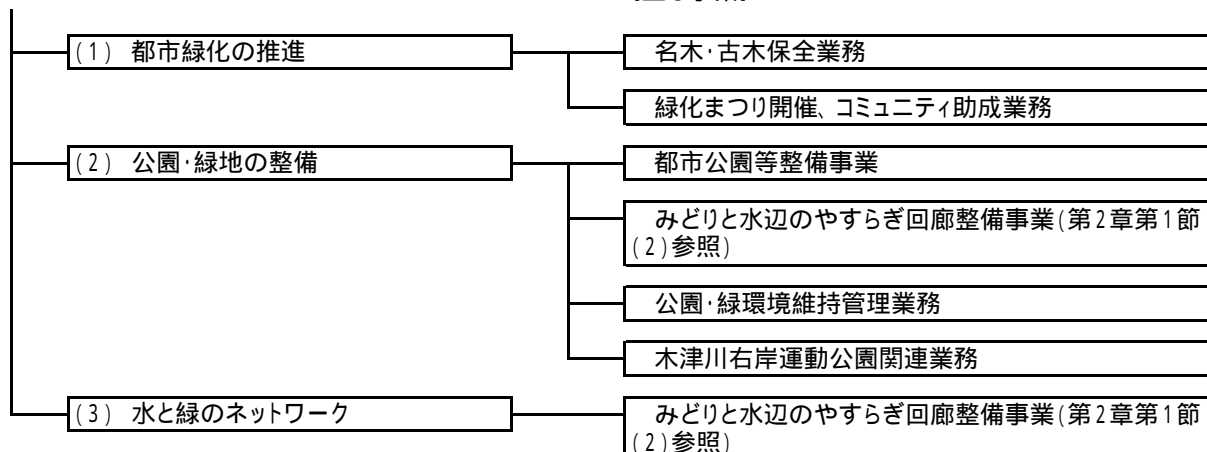 (1) 都市緑化の推進
名木･古木保全業務
緑化まつり開催、コミュニティ助成業務
(2) 公園･緑地の整備
都市公園等整備事業
みどりと水辺のやすらぎ回廊整備事業(第2章第1節
(2)参照)
公園･緑環境維持管理業務
木津川右岸運動公園関連業務
(3) 水と緑のネットワーク
みどりと水辺のやすらぎ回廊整備事業(第2章第1節
(2)参照)